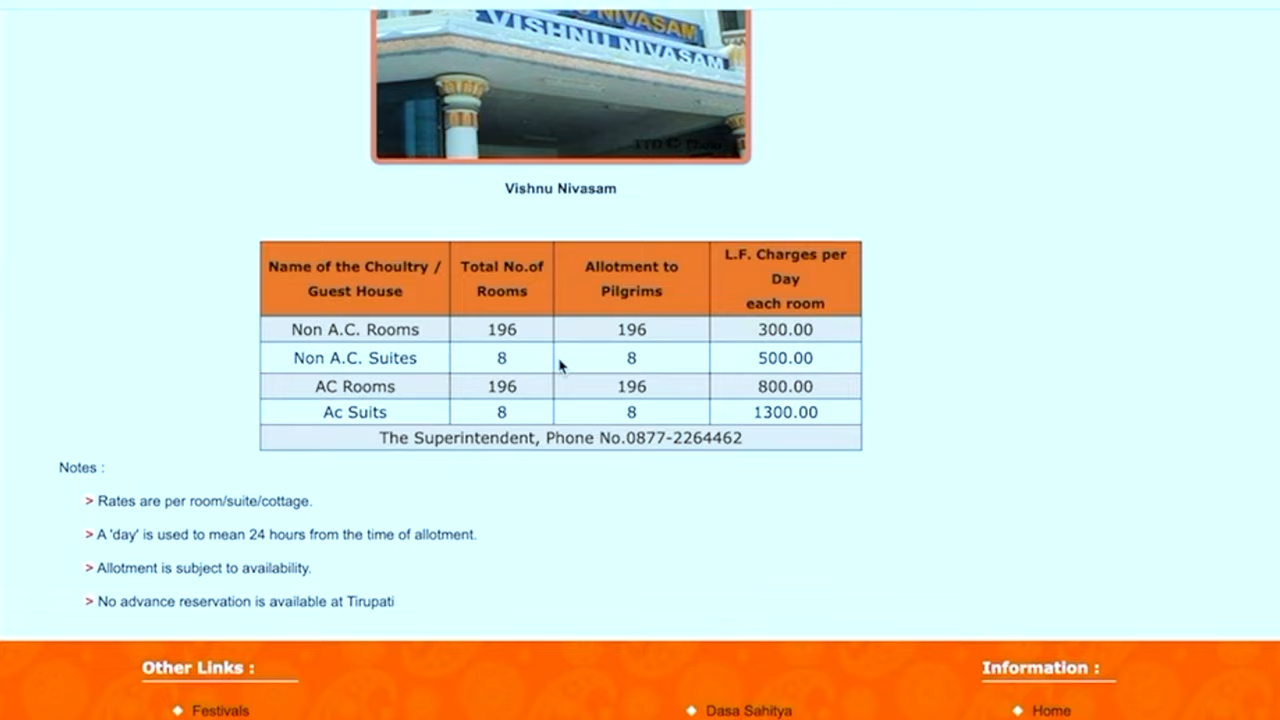 NIVASAM
VISHNU NIVASAM
Vishnu Nivasam
Name of the Choultry / Guest House | Total No.of Rooms | Allotment to Pilgrims | L.F. Charges per Day each room
Non A.C. Rooms 196 196 300.00
Non A.C. Suites 8 8 500.00
AC Rooms 196 196 800.00
Ac Suits 8 8 1300.00
The Superintendent, Phone No.0877-2264462
Notes :
> Rates are per room/suite/cottage.
> A 'day' is used to mean 24 hours from the time of allotment.
> Allotment is subject to availability.
> No advance reservation is available at Tirupati
Other Links : Information :
Festivals Dasa Sahitya Home